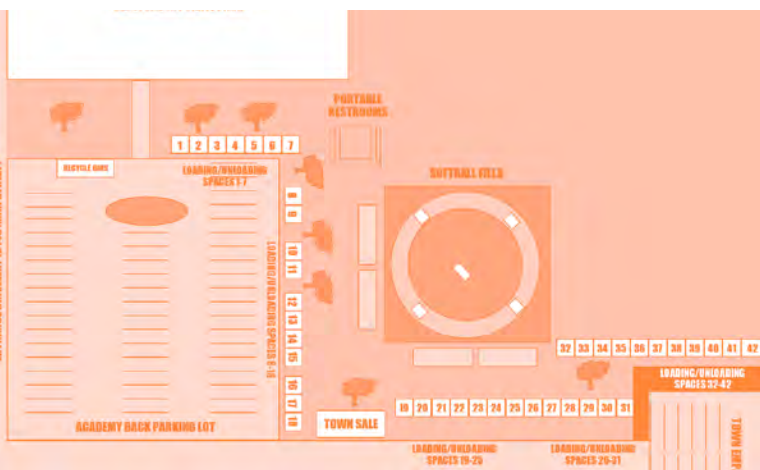 PORTABLE
RESTROOMS
1 2 3 4 5 6 7
RECYCLE BINS
LOADING/UNLOADING
SPACES 1-7
SOFTBALL FIELD
8
9
10
11
LOADING/UNLOADING SPACES 8-18
12
13
14
15
16
17
18
32 33 34 35 36 37 38 39 40 41 42
LOADING/UNLOADING
SPACES 32-42
19 20 21 22 23 24 25 26 27 28 29 30 31
TOWN SALE
ACADEMY BACK PARKING LOT
LOADING/UNLOADING
SPACES 19-25
LOADING/UNLOADING
SPACES 26-31
TOWN